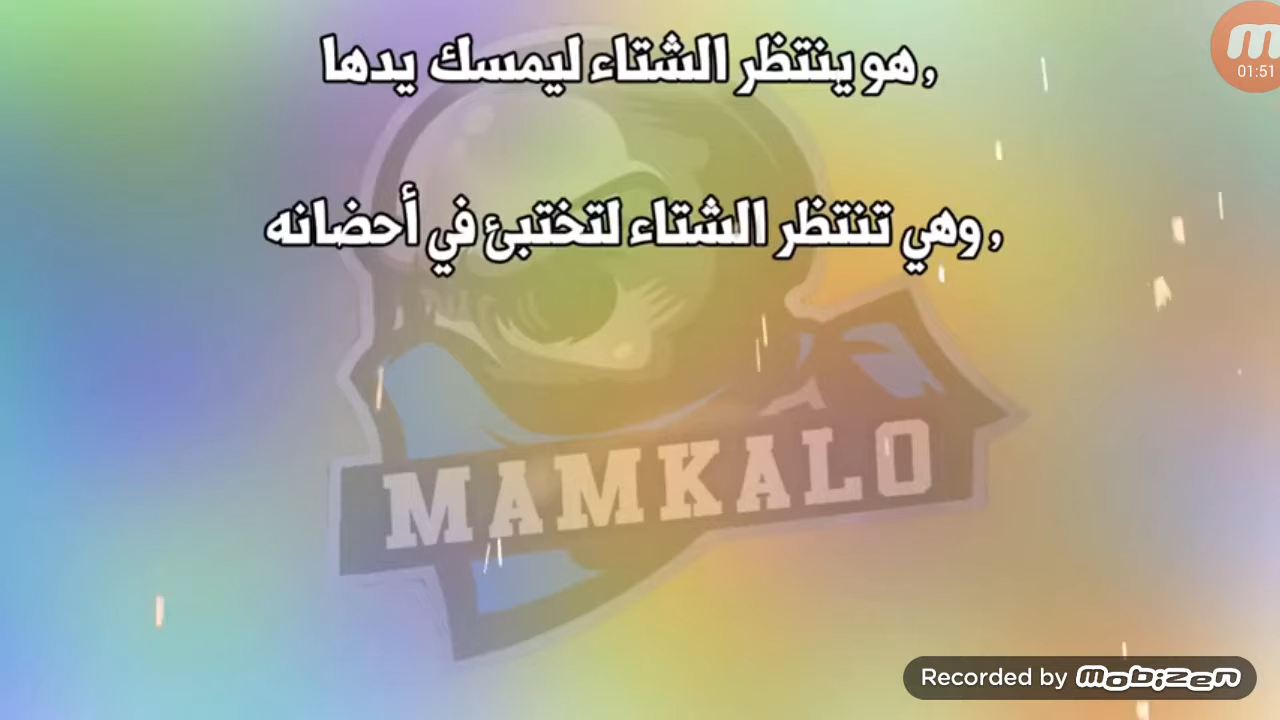 , هو ينتظر الشتاء ليمسك يدها
01:51
, وهي تنتظر الشتاء لتختبئ في أحضانه
MAMKALO
Recorded by Mobizen